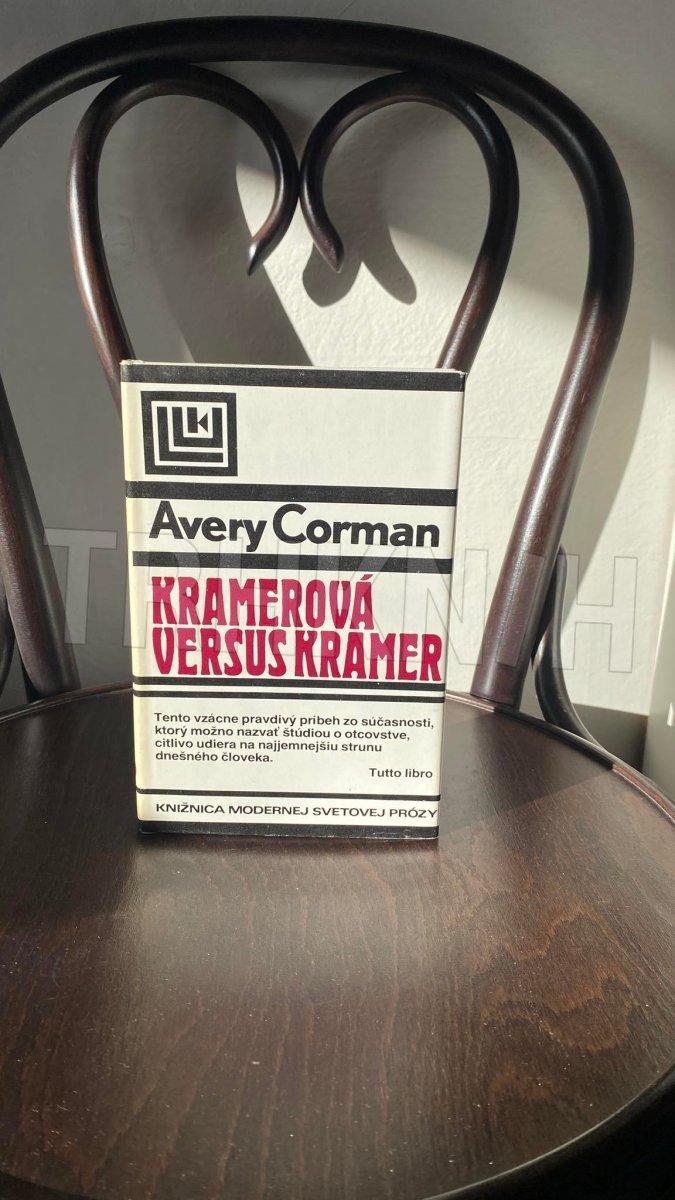 Avery Corman
KRAMEROVÁ
VERSUS KRAMER
Tento vzácne pravdivý príbeh zo súčasnosti,
ktorý možno nazvať štúdiou o otcovstve,
citlivo udiera na najjemnejšiu strunu
dnešného človeka.
Tutto libro
KNIŽNICA MODERNEJ SVETOVEJ PRÓZY